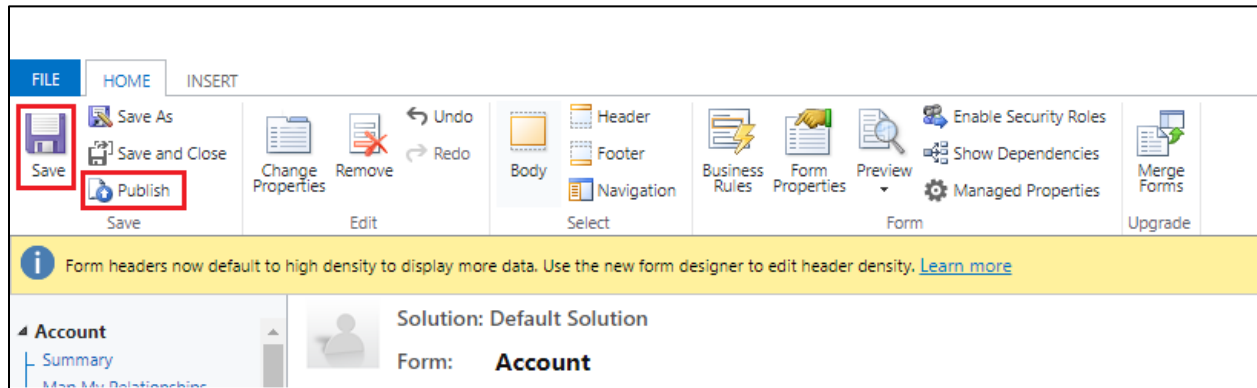 FILE HOME INSERT
Save
Save As
Save and Close
Publish
Save
Change Properties
Remove
Undo
Redo
Edit
Body
Header
Footer
Navigation
Select
Business Rules
Form Properties
Preview
Enable Security Roles
Show Dependencies
Managed Properties
Form
Merge Forms
Upgrade
Form headers now default to high density to display more data. Use the new form designer to edit header density. Learn more
Account
Summary
Map My Relationships
Solution: Default Solution
Form: Account